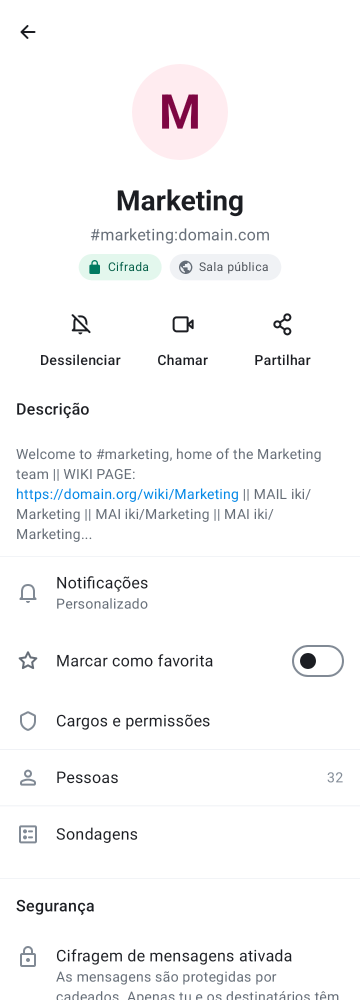 M
Marketing
#marketing:domain.com
Cifrada
Sala pública
Dessilenciar
Chamar
Partilhar
Descrição
Welcome to #marketing, home of the Marketing
team || WIKI PAGE:
https://domain.org/wiki/Marketing || MAIL iki/
Marketing || MAI iki/Marketing || MAI iki/
Marketing...
Notificações
Personalizado
Marcar como favorita
Cargos e permissões
Pessoas
32
Sondagens
Segurança
Cifragem de mensagens ativada
As mensagens são protegidas por
cadeados. Apenas tu e os destinatários têm